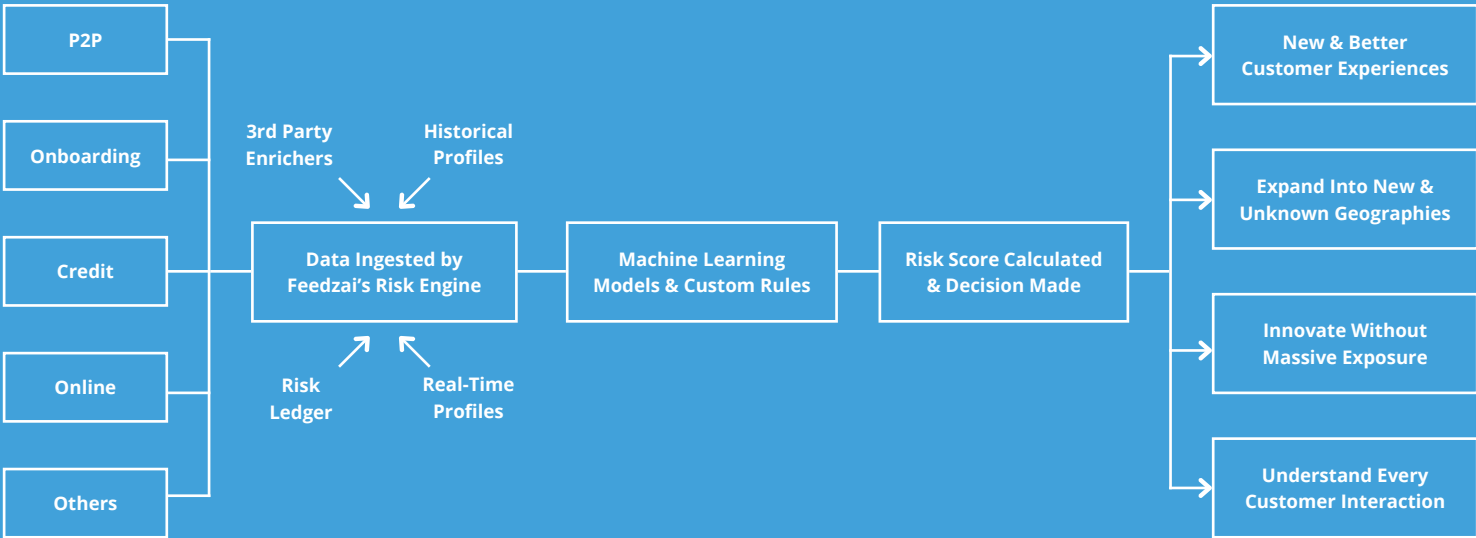 P2P
Onboarding
Credit
Online
Others
3rd Party
Enrichers
Historical
Profiles
Data Ingested by
Feedzai’s Risk Engine
Risk
Ledger
Real-Time
Profiles
Machine Learning
Models & Custom Rules
Risk Score Calculated
& Decision Made
New & Better
Customer Experiences
Expand Into New &
Unknown Geographies
Innovate Without
Massive Exposure
Understand Every
Customer Interaction